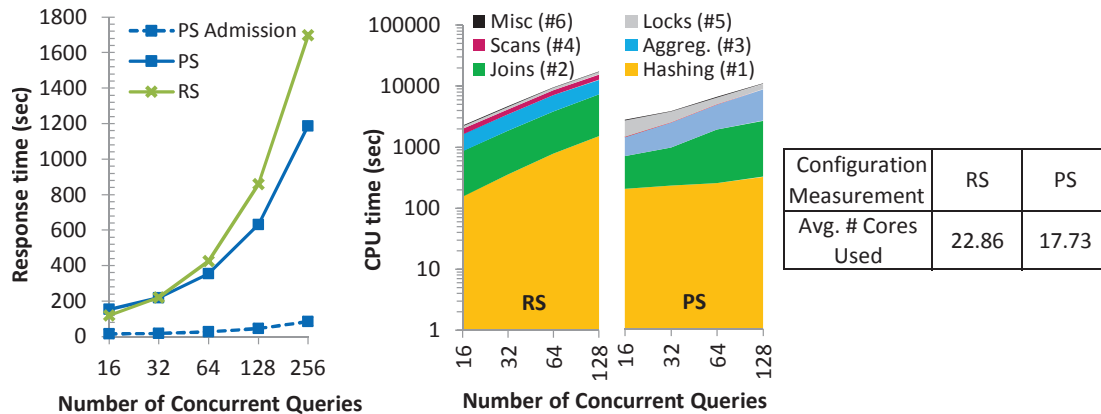 1800
1600
1400
1200
1000
800
600
400
200
0
Response time (sec)
PS Admission
PS
RS
16 32 64 128 256
Number of Concurrent Queries
Misc (#6) Locks (#5)
Scans (#4) Aggreg. (#3)
Joins (#2) Hashing (#1)
100000
10000
1000
100
10
1
CPU time (sec)
RS PS
16 32 64 128 16 32 64 128
Number of Concurrent Queries
Configuration
Measurement RS PS
Avg. # Cores
Used 22.86 17.73